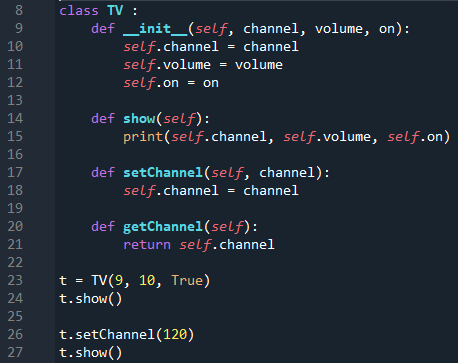 8 class TV :
9     def __init__(self, channel, volume, on):
10         self.channel = channel
11         self.volume = volume
12         self.on = on
13
14     def show(self):
15         print(self.channel, self.volume, self.on)
16
17     def setChannel(self, channel):
18         self.channel = channel
19
20     def getChannel(self):
21         return self.channel
22
23 t = TV(9, 10, True)
24 t.show()
25
26 t.setChannel(120)
27 t.show()